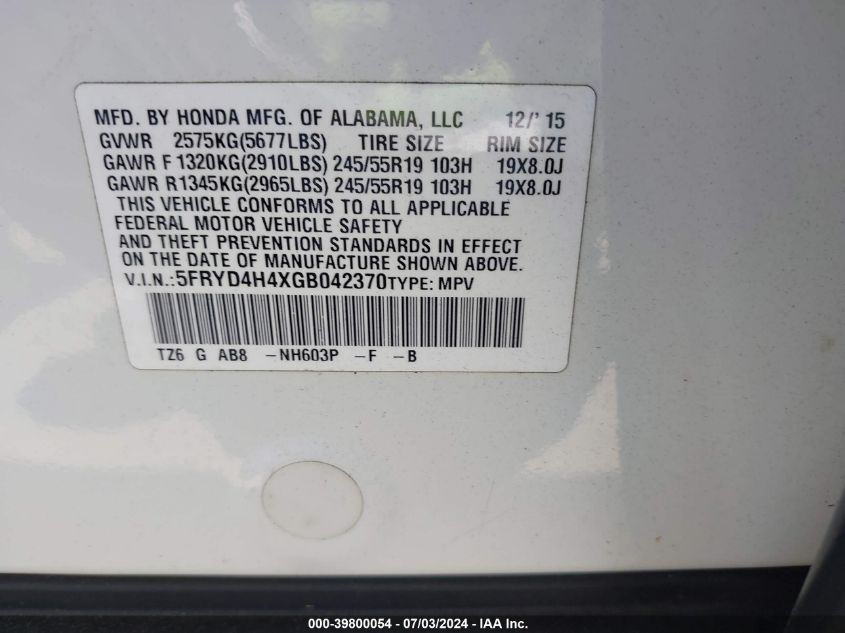 MFD. BY HONDA MFG. OF ALABAMA, LLC 12/' 15
GVWR 2575KG(5677LBS) TIRE SIZE RIM SIZE
GAWR F 1320KG(2910LBS) 245/55R19 103H 19X8.0J
GAWR R1345KG(2965LBS) 245/55R19 103H 19X8.0J
THIS VEHICLE CONFORMS TO ALL APPLICABLE
FEDERAL MOTOR VEHICLE SAFETY
AND THEFT PREVENTION STANDARDS IN EFFECT
ON THE DATE OF MANUFACTURE SHOWN ABOVE.
V.I.N.:5FRYD4H4XGB042370TYPE: MPV
TZ6 G AB8 -NH603P -F -B
000-39800054 - 07/03/2024 - IAA Inc.